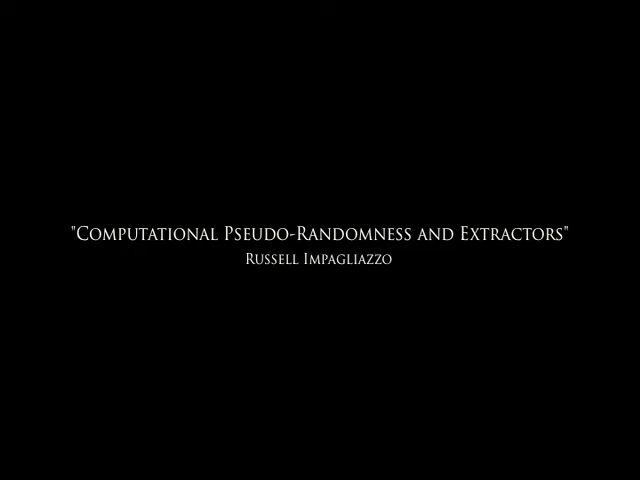 "Computational Pseudo-Randomness and Extractors"
Russell Impagliazzo